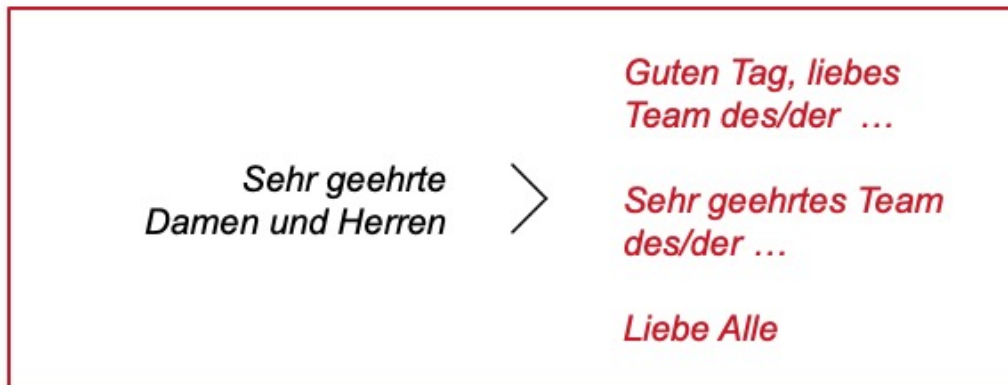 Sehr geehrte
Damen und Herren
Guten Tag, liebes
Team des/der ...
Sehr geehrtes Team
des/der ...
Liebe Alle